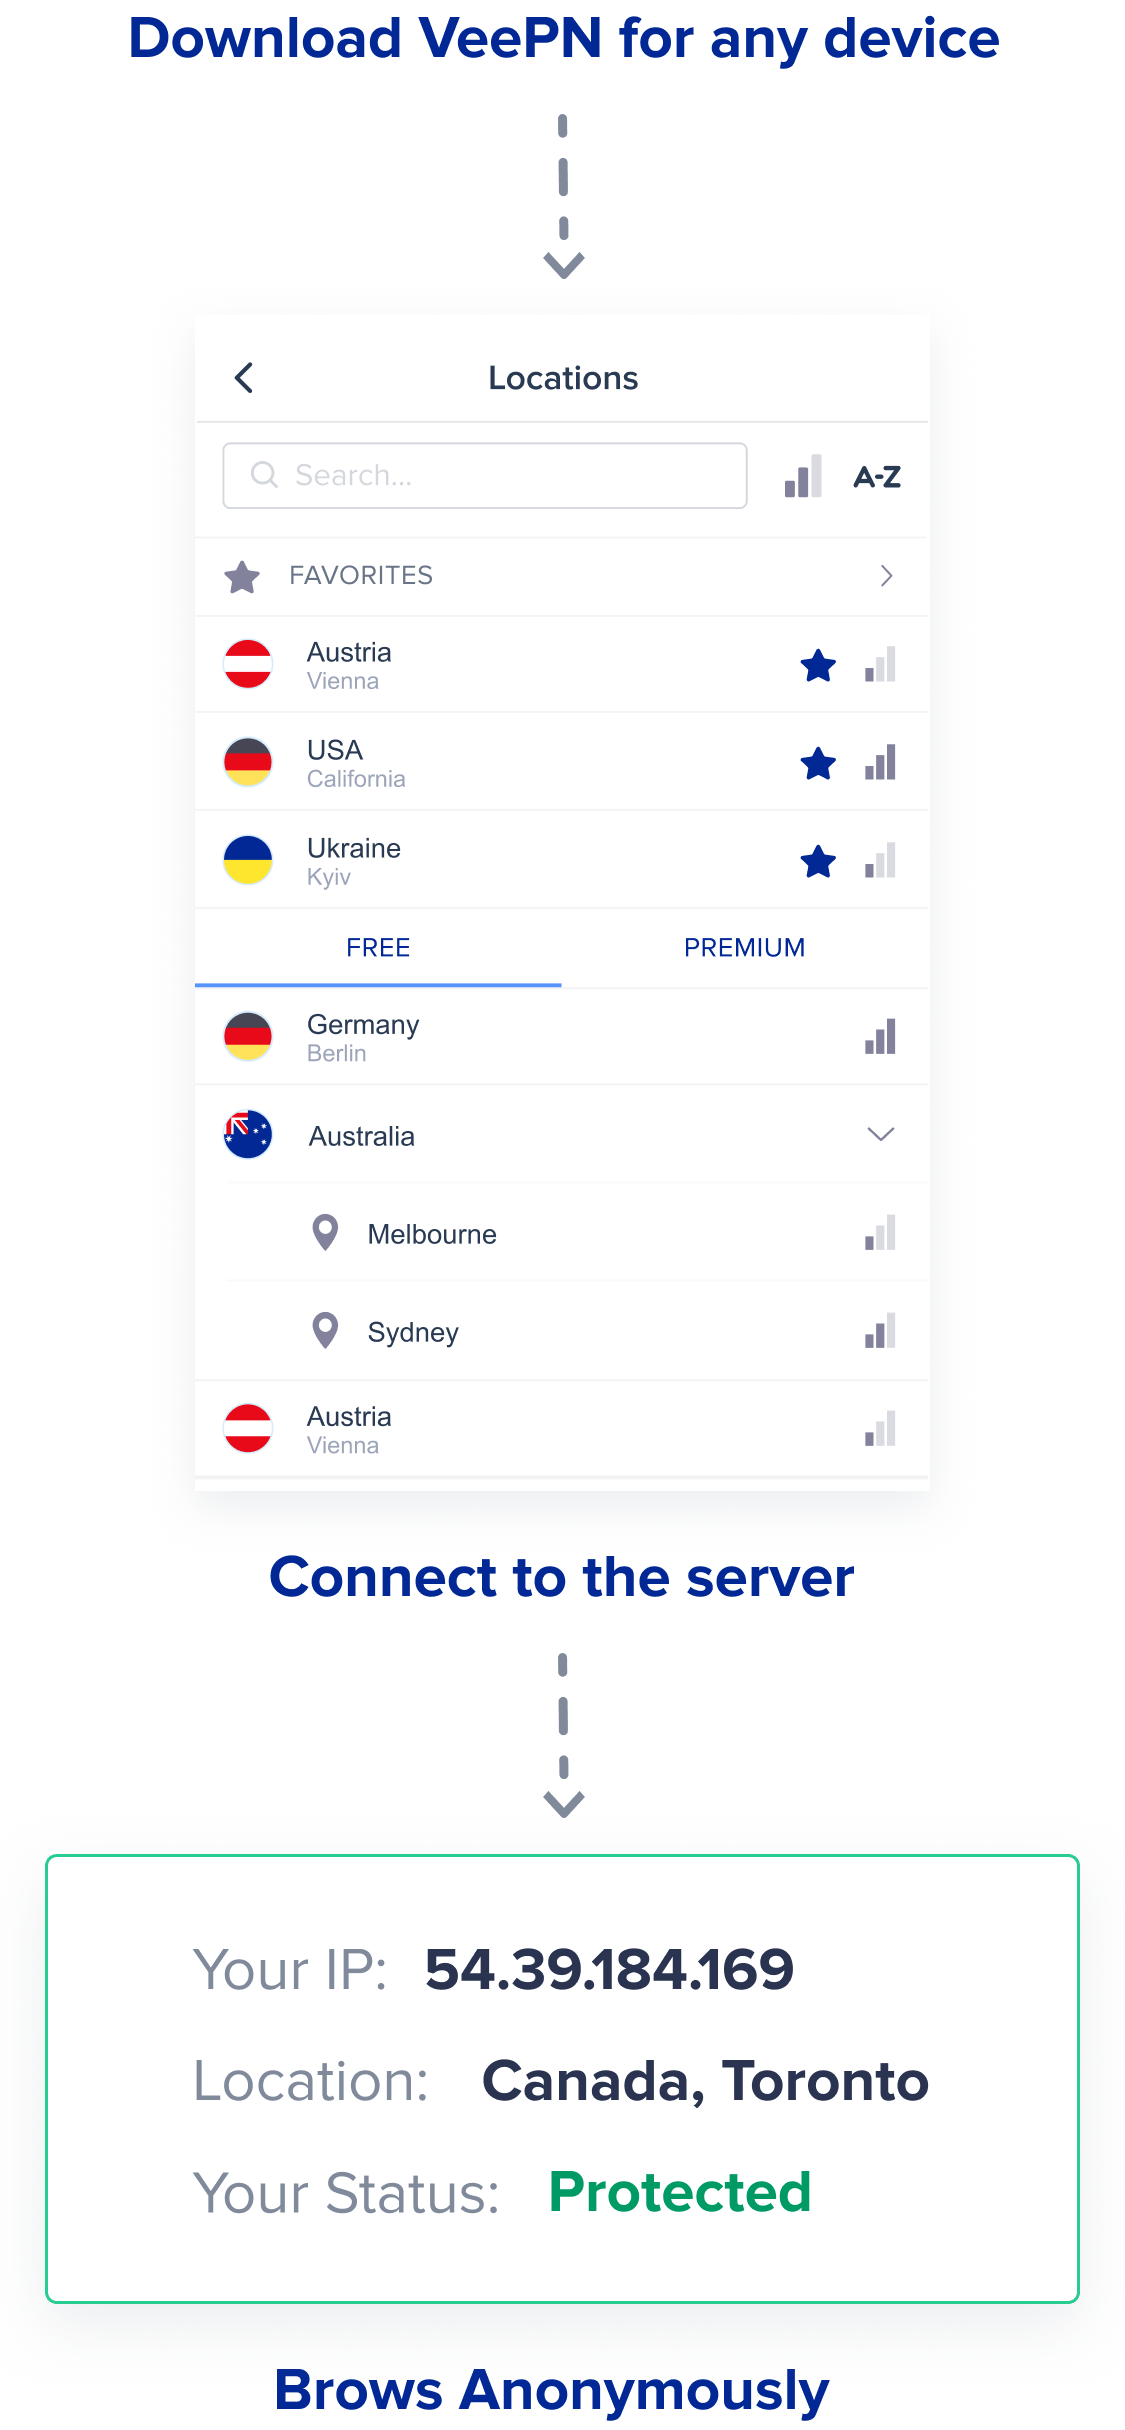 Download VeePN for any device
Locations
Search...
A-Z
FAVORITES
Austria
Vienna
USA
California
Ukraine
Kyiv
FREE PREMIUM
Germany
Berlin
Australia
Melbourne
Sydney
Austria
Vienna
Connect to the server
Your IP: 54.39.184.169
Location: Canada, Toronto
Your Status: Protected
Brows Anonymously